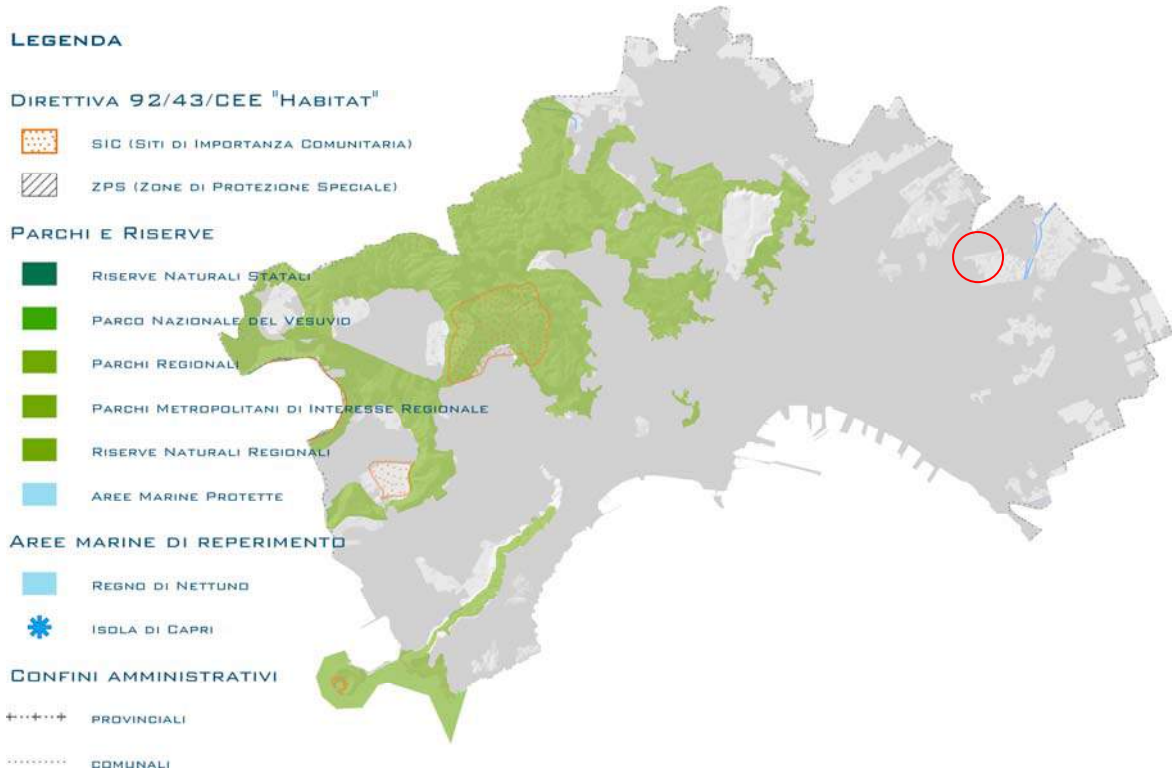 LEGENDA
DIRETTIVA 92/43/CEE "HABITAT"
SIC (SITI DI IMPORTANZA COMUNITARIA)
ZPS (ZONE DI PROTEZIONE SPECIALE)
PARCHI E RISERVE
RISERVE NATURALI STATALI
PARCO NAZIONALE DEL VESUVIO
PARCHI REGIONALI
PARCHI METROPOLITANI DI INTERESSE REGIONALE
RISERVE NATURALI REGIONALI
AREE MARINE PROTETTE
AREE MARINE DI REPERIMENTO
REGNO DI NETTUNO
ISOLA DI CAPRI
CONFINI AMMINISTRATIVI
PROVINCIALI
COMUNALI